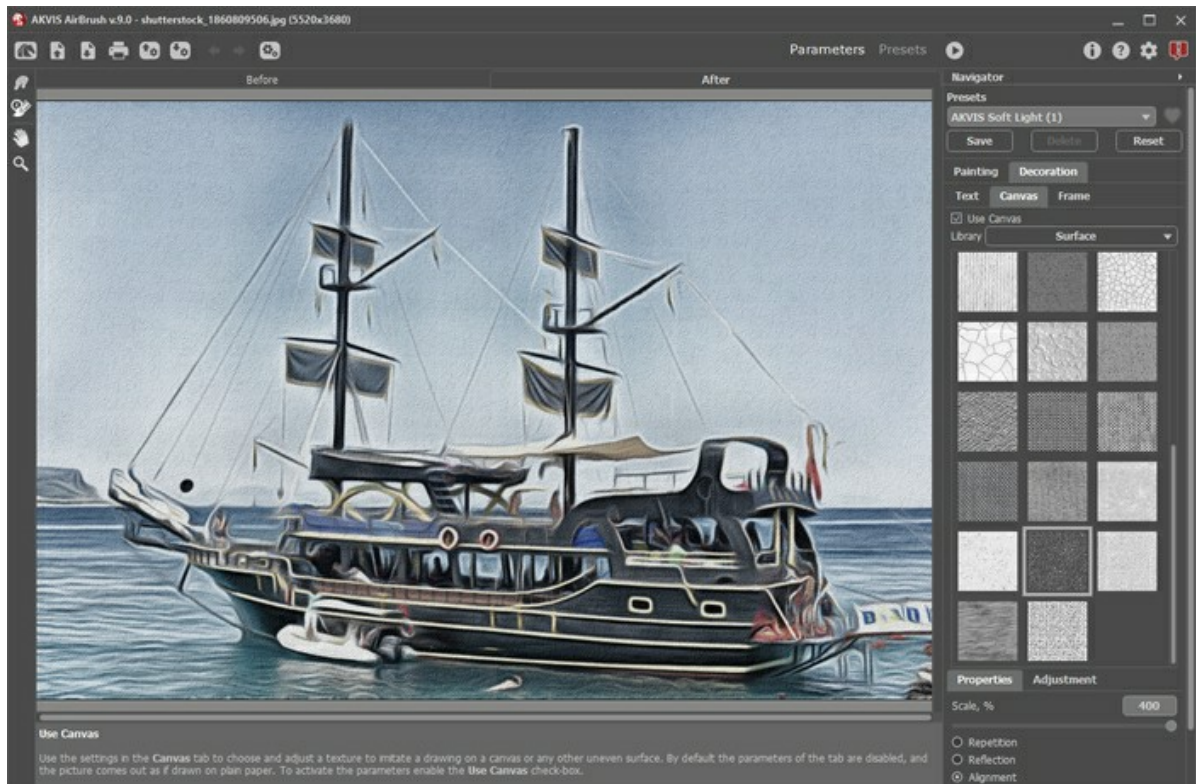 AKVIS AirBrush v.9.0 - shutterstock_1860809506.jpg (5520x3680)
Parameters Presets
Before After
Navigator
Presets
AKVIS Soft Light (1)
Save Delete Reset
Painting Decoration
Text Canvas Frame
Use Canvas
Library Surface
Properties Adjustment
Scale, % 400
Repetition
Reflection
Alignment
Use Canvas
Use the settings in the Canvas tab to choose and adjust a texture to imitate a drawing on a canvas or any other uneven surface. By default the parameters of the tab are disabled, and
the picture comes out as if drawn on plain paper. To activate the parameters enable the Use Canvas check-box.